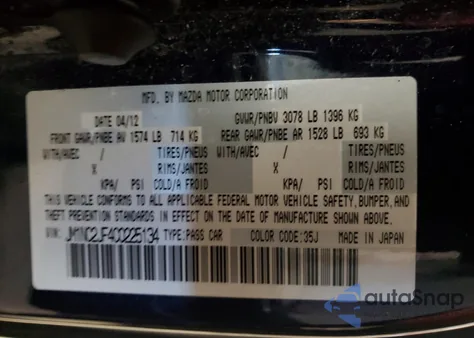 MFD. BY MAZDA MOTOR CORPORATION
DATE 04/12 GVWR/PNBV 3078 LB 1396 KG
FRONT GAWR/PNBE AV 1574 LB 714 KG REAR GAWR/PNBE AR 1528 LB 693 KG
WITH/AVEC / TIRES/PNEUS WITH/AVEC / TIRES/PNEUS
X RIMS/JANTES X RIMS/JANTES
KPA/ PSI COLD/A FROID KPA/ PSI COLD/A FROID
THIS VEHICLE CONFORMS TO ALL APPLICABLE FEDERAL MOTOR VEHICLE SAFETY, BUMPER, AND
THEFT PREVENTION STANDARDS IN EFFECT ON THE DATE OF MANUFACTURE SHOWN ABOVE.
VIN: JM1NC2JF4C0225134 TYPE: PASS CAR COLOR CODE: 35J MADE IN JAPAN
autoSnap